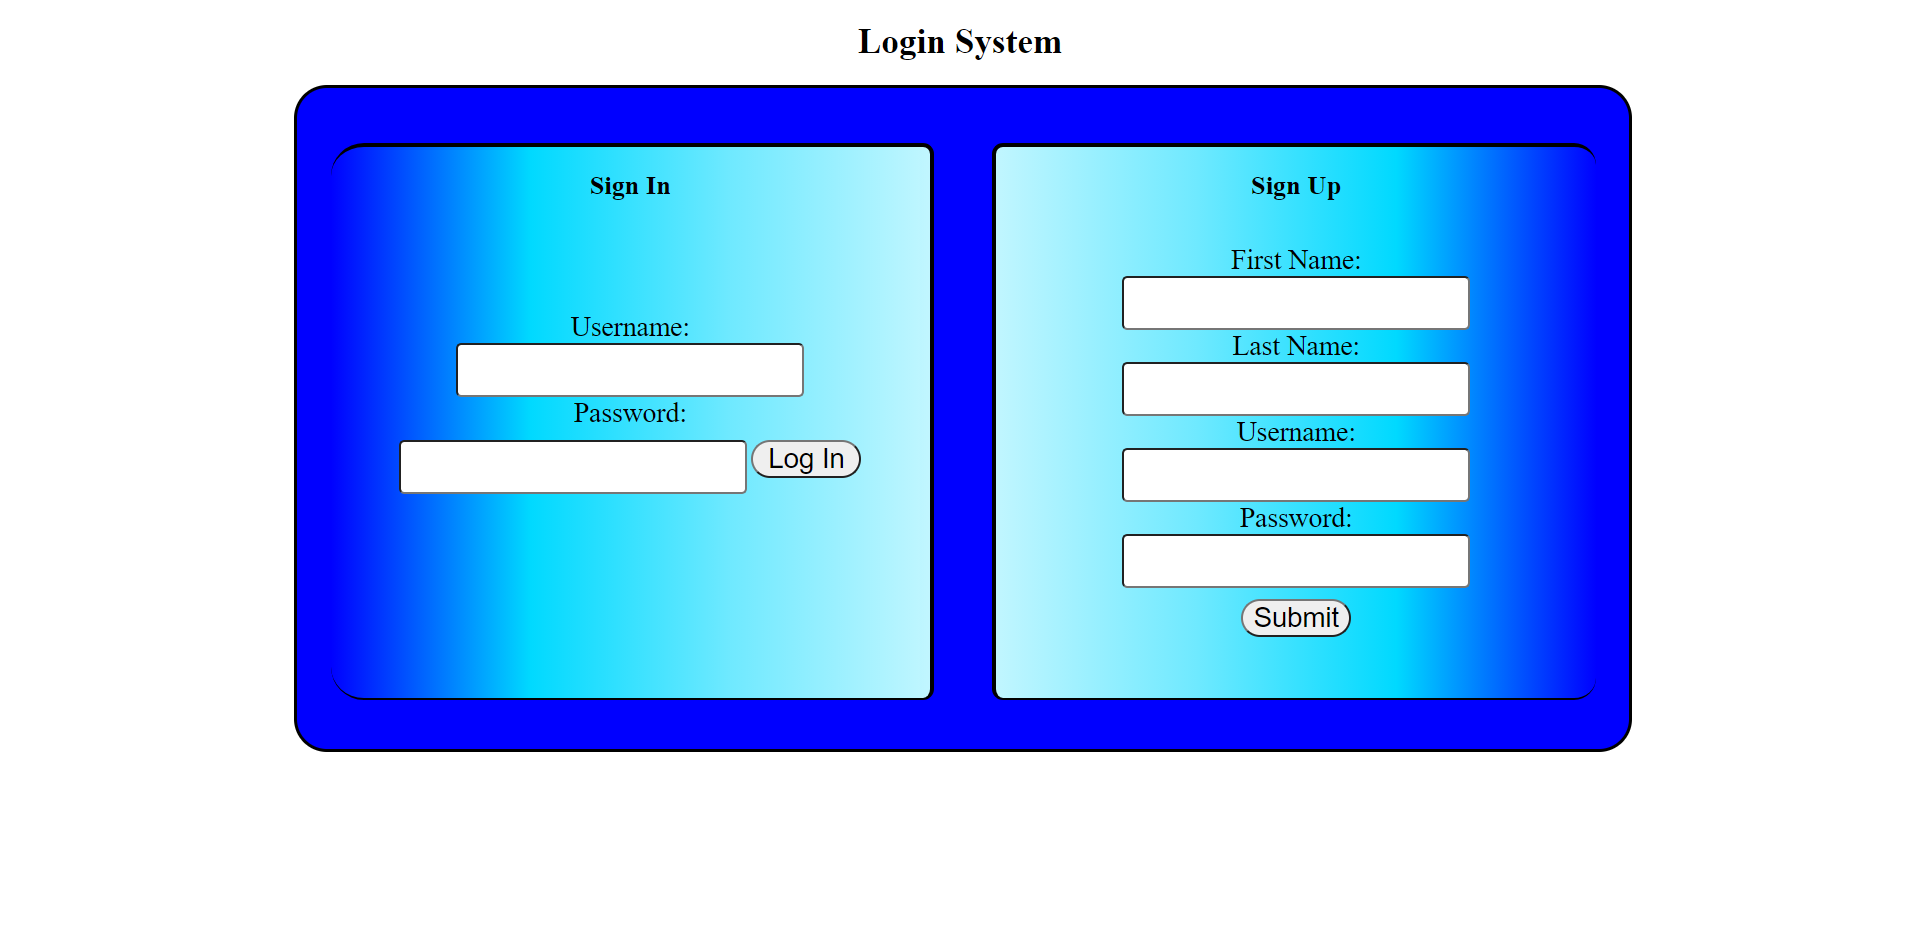 Login System
Sign In
Username:
Password:
Log In
Sign Up
First Name:
Last Name:
Username:
Password:
Submit